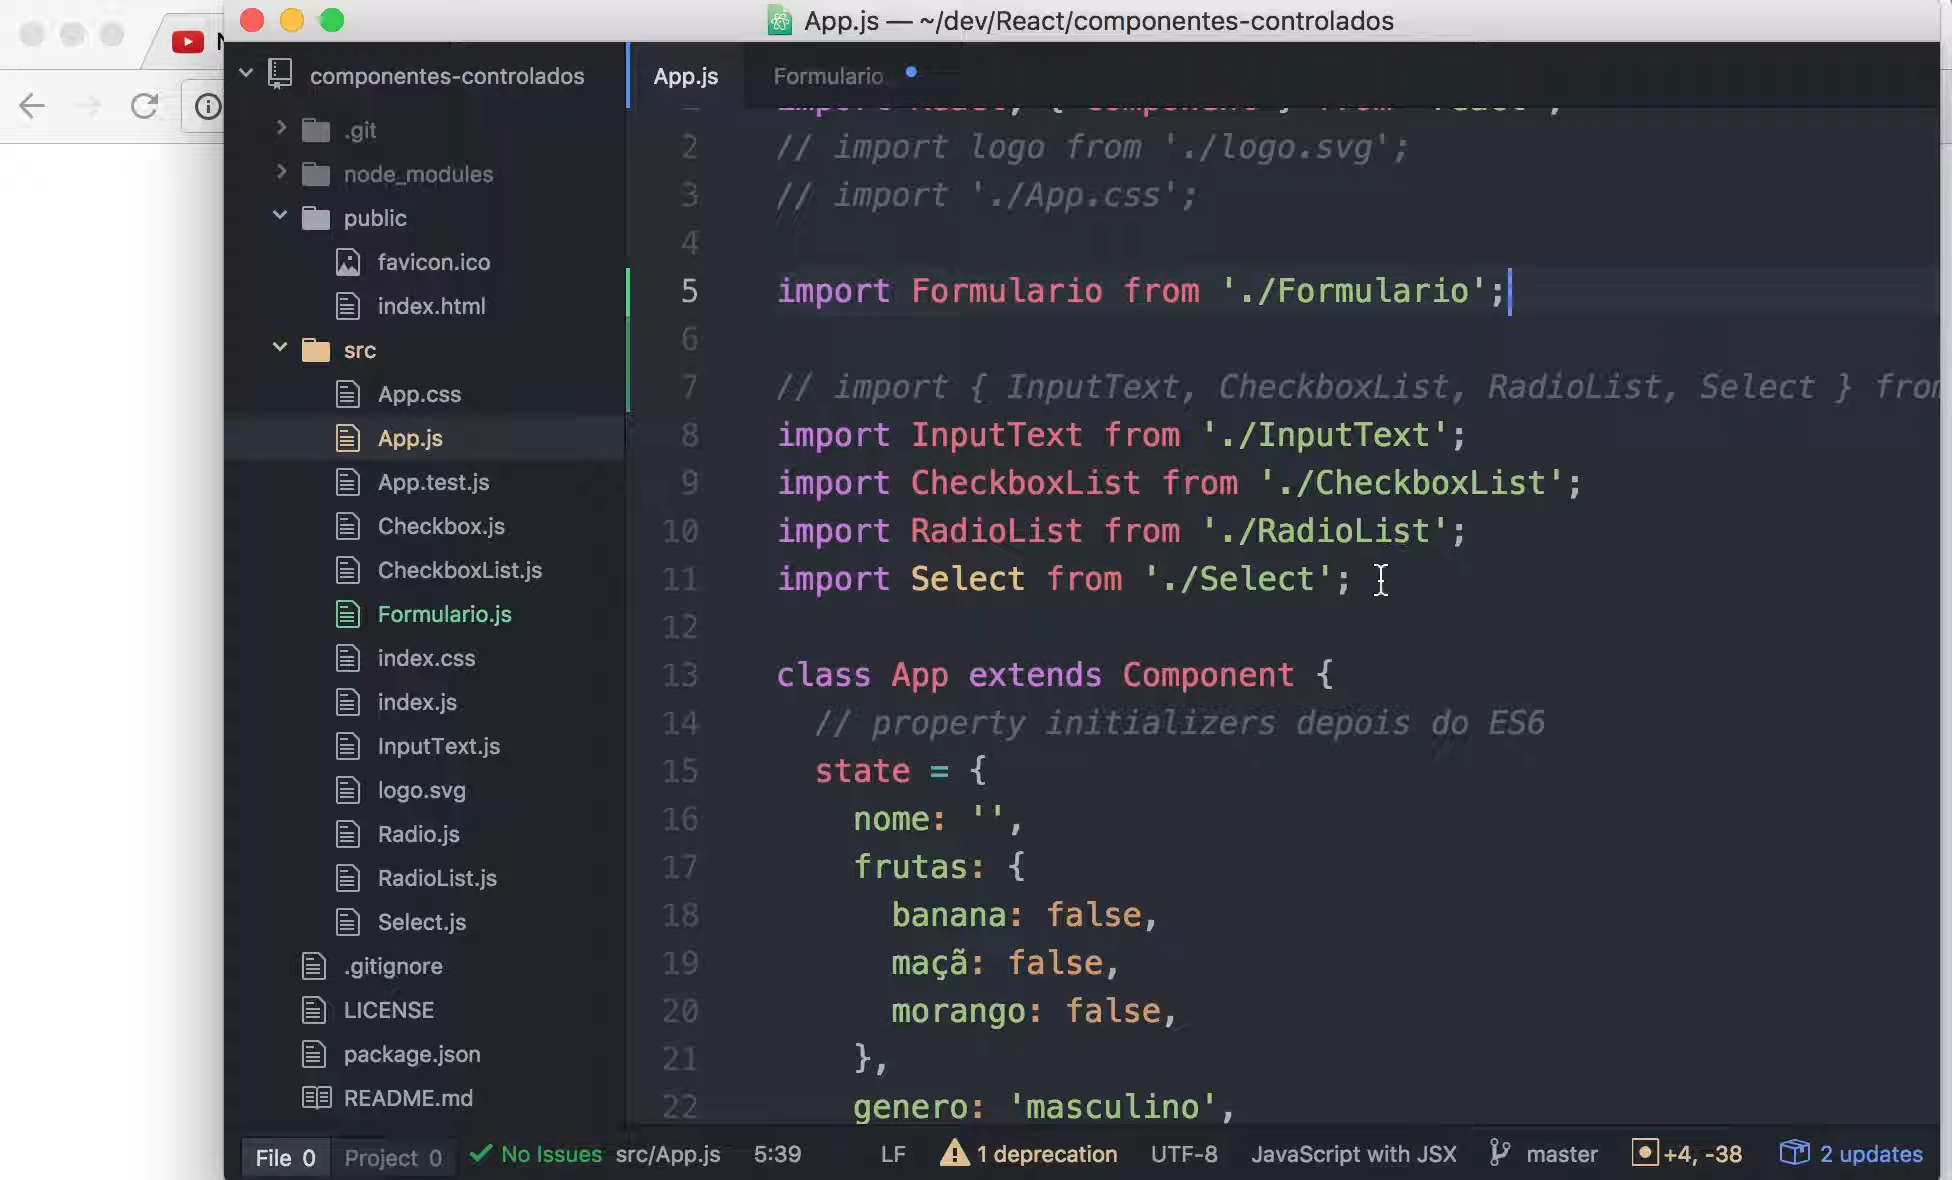 App.js — ~/dev/React/componentes-controlados
componentes-controlados
.git
node_modules
public
favicon.ico
index.html
src
App.css
App.js
App.test.js
Checkbox.js
CheckboxList.js
Formulario.js
index.css
index.js
InputText.js
logo.svg
Radio.js
RadioList.js
Select.js
.gitignore
LICENSE
package.json
README.md
App.js Formulario
2 // import logo from './logo.svg';
3 // import './App.css';
4
5 import Formulario from './Formulario';
6
7 // import { InputText, CheckboxList, RadioList, Select }
8 import InputText from './InputText';
9 import CheckboxList from './CheckboxList';
10 import RadioList from './RadioList';
11 import Select from './Select';
12
13 class App extends Component {
14 // property initializers depois do ES6
15 state = {
16 nome: '',
17 frutas: {
18 banana: false,
19 maçã: false,
20 morango: false,
21 },
22 genero: 'masculino',
File 0 Project 0 No Issues src/App.js 5:39 LF 1 deprecation UTF-8 JavaScript with JSX master +4, -38 2 updates